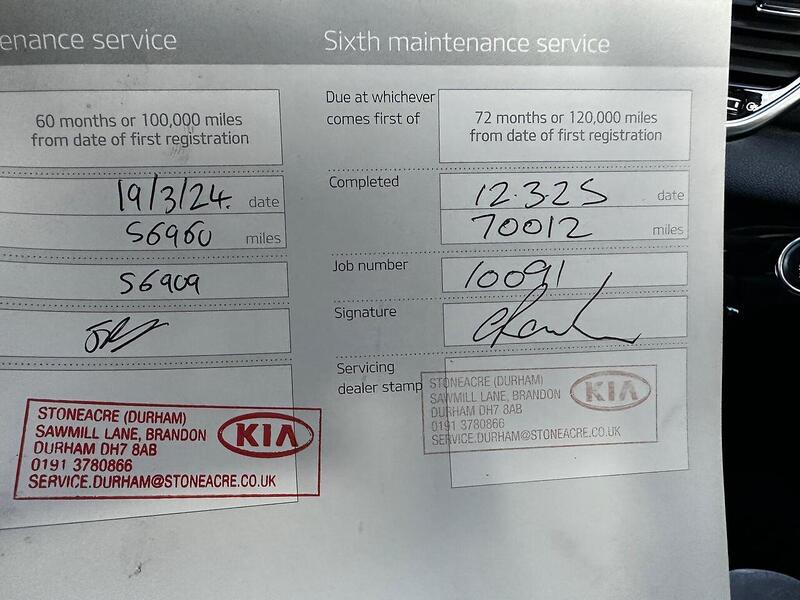 enance service
60 months or 100,000 miles
from date of first registration
19/3/24. date
56960 miles
56909
STONEACRE (DURHAM)
SAWMILL LANE, BRANDON
DURHAM DH7 8AB
0191 3780866
SERVICE.DURHAM@STONEACRE.CO.UK
KIA
Sixth maintenance service
Due at whichever
comes first of
72 months or 120,000 miles
from date of first registration
Completed
12.3.25 date
70012 miles
Job number
10091
Signature
Servicing
dealer stamp
STONEACRE (DURHAM)
SAWMILL LANE, BRANDON
DURHAM DH7 8AB
0191 3780866
SERVICE.DURHAM@STONEACRE.CO.UK
KIA